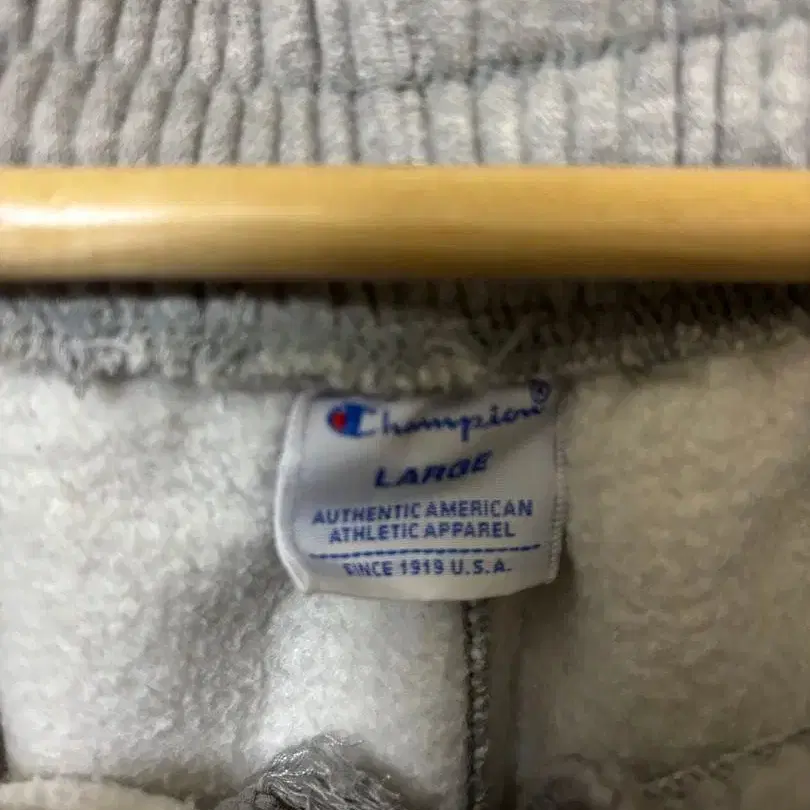 Champion®
LARGE
AUTHENTIC AMERICAN
ATHLETIC APPAREL
SINCE 1919 U.S.A.